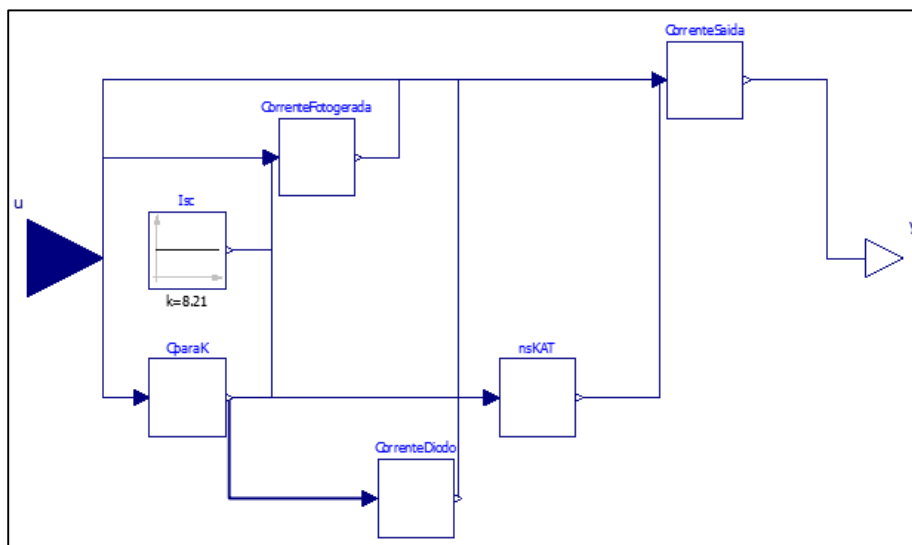 CorrenteSaida
CorrenteFotogerada
u
Isc
y
k=8.21
CparaK
nsKAT
CorrenteDiodo